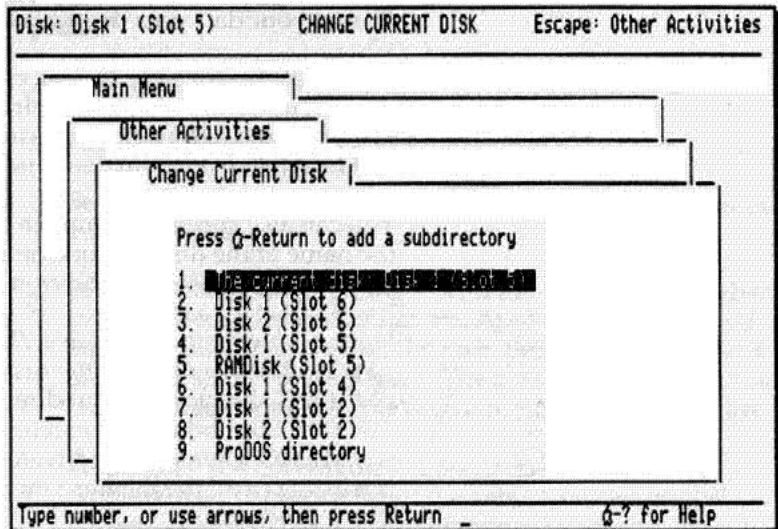 Disk: Disk 1 (Slot 5) CHANGE CURRENT DISK Escape: Other Activities
Main Menu
Other Activities
Change Current Disk
Press -Return to add a subdirectory
1. The current disk: Disk 1 (Slot 5)
2. Disk 1 (Slot 6)
3. Disk 2 (Slot 6)
4. Disk 1 (Slot 5)
5. RAMDisk (Slot 5)
6. Disk 1 (Slot 4)
7. Disk 1 (Slot 2)
8. Disk 2 (Slot 2)
9. ProDOS directory
Type number, or use arrows, then press Return _ -? for Help